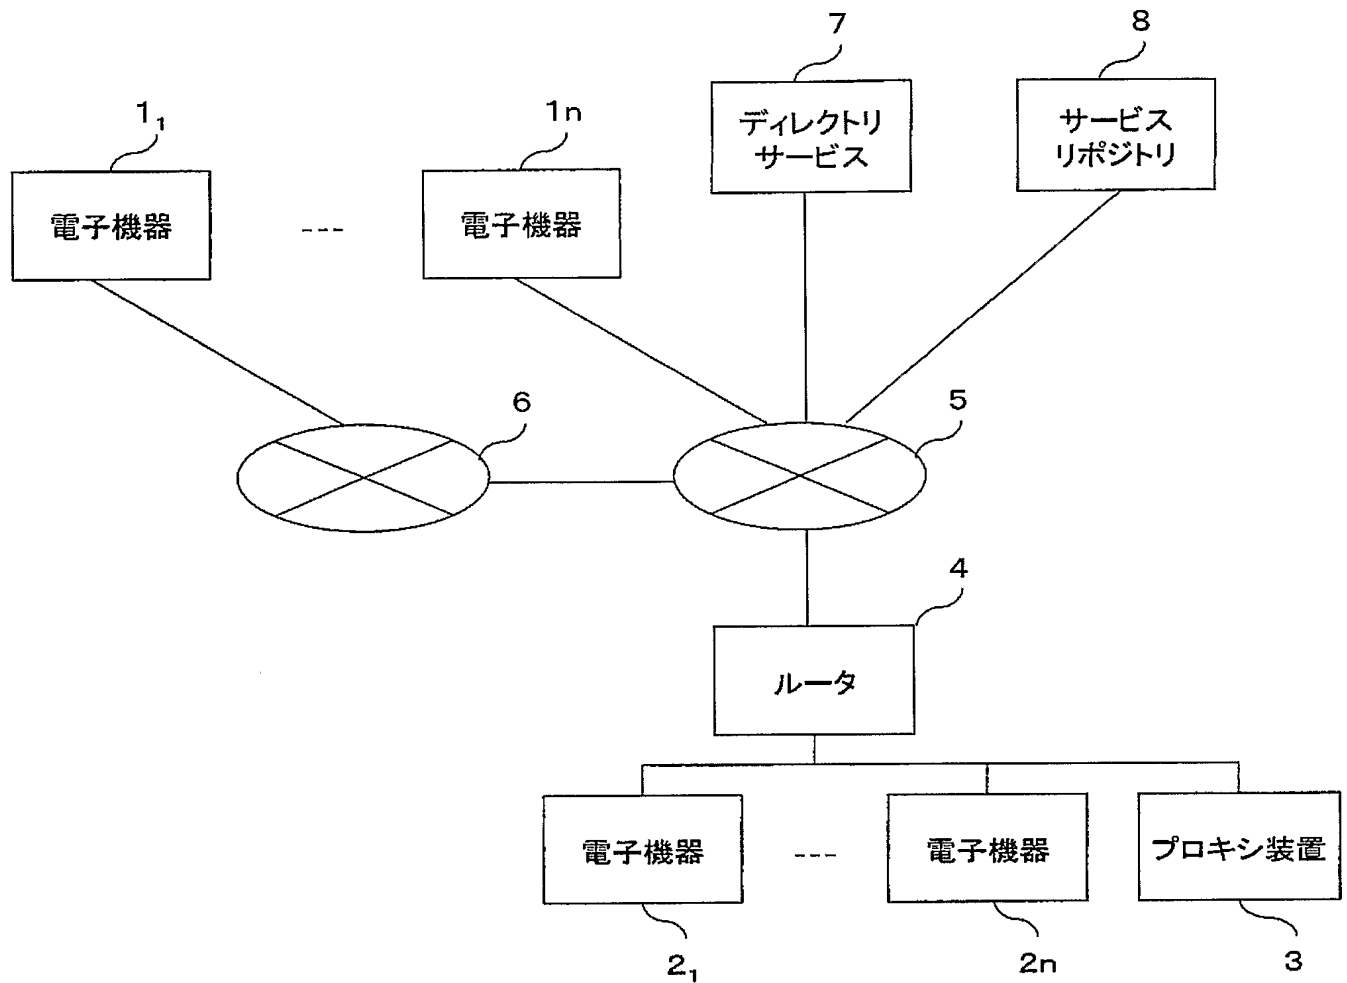 7
8
1₁
1n
ディレクトリ
サービス
サービス
リポジトリ
電子機器
---
電子機器
6
5
4
ルータ
電子機器
---
電子機器
プロキシ装置
2₁
2n
3